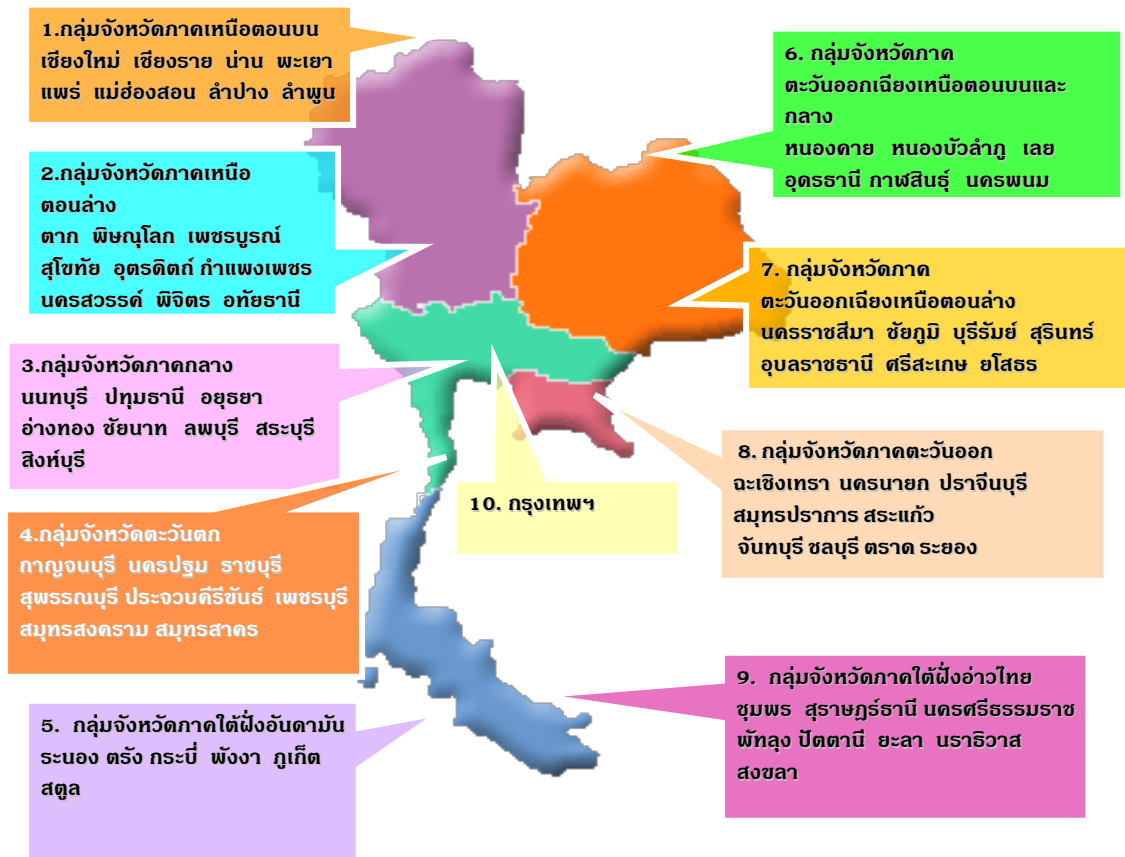 1.กลุ่มจังหวัดภาคเหนือตอนบน
เชียงใหม่ เชียงราย น่าน พะเยา
แพร่ แม่ฮ่องสอน ลำปาง ลำพูน
2.กลุ่มจังหวัดภาคเหนือ
ตอนล่าง
ตาก พิษณุโลก เพชรบูรณ์
สุโขทัย อุตรดิตถ์ กำแพงเพชร
นครสวรรค์ พิจิตร อทัยธานี
3.กลุ่มจังหวัดภาคกลาง
นนทบุรี ปทุมธานี อยุธยา
อ่างทอง ชัยนาท ลพบุรี สระบุรี
สิงห์บุรี
4.กลุ่มจังหวัดตะวันตก
กาญจนบุรี นครปฐม ราชบุรี
สุพรรณบุรี ประจวบคีรีขันธ์ เพชรบุรี
สมุทรสงคราม สมุทรสาคร
5. กลุ่มจังหวัดภาคใต้ฝั่งอันดามัน
ระนอง ตรัง กระบี่ พังงา ภูเก็ต
สตูล
6. กลุ่มจังหวัดภาค
ตะวันออกเฉียงเหนือตอนบนและ
กลาง
หนองคาย หนองบัวลำภู เลย
อุดรธานี กาฬสินธุ์ นครพนม
7. กลุ่มจังหวัดภาค
ตะวันออกเฉียงเหนือตอนล่าง
นครราชสีมา ชัยภูมิ บุรีรัมย์ สุรินทร์
อุบลราชธานี ศรีสะเกษ ยโสธร
8. กลุ่มจังหวัดภาคตะวันออก
ฉะเชิงเทรา นครนายก ปราจีนบุรี
สมุทรปราการ สระแก้ว
จันทบุรี ชลบุรี ตราด ระยอง
9. กลุ่มจังหวัดภาคใต้ฝั่งอ่าวไทย
ชุมพร สุราษฎร์ธานี นครศรีธรรมราช
พัทลุง ปัตตานี ยะลา นราธิวาส
สงขลา
10. กรุงเทพฯ